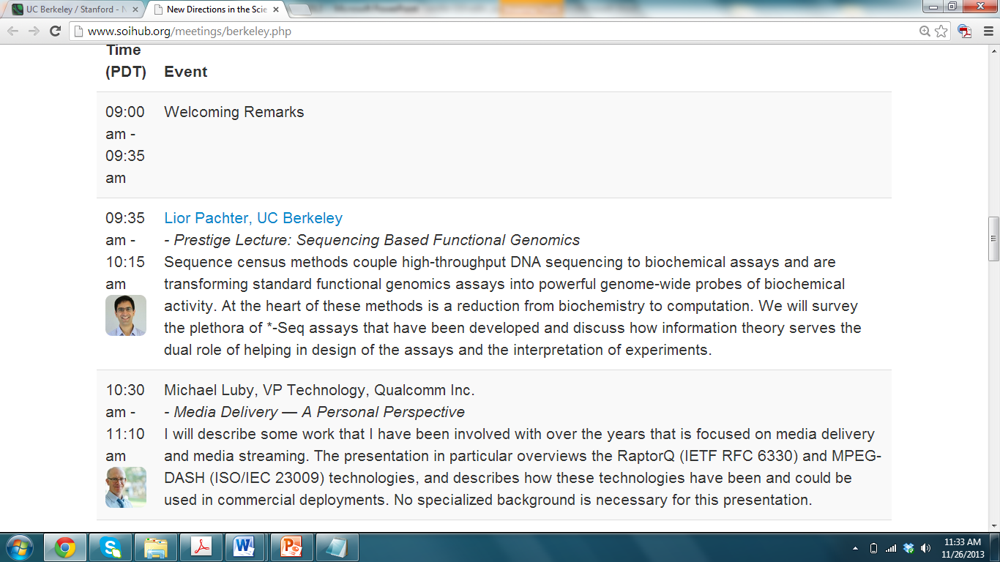 UC Berkeley / Stanford - N
New Directions in the Scie
Microsoft PowerPoint
www.soihub.org/meetings/berkeley.php
Time
(PDT) Event
09:00 Welcoming Remarks
am -
09:35
am
09:35 Lior Pachter, UC Berkeley
am - - Prestige Lecture: Sequencing Based Functional Genomics
10:15 Sequence census methods couple high-throughput DNA sequencing to biochemical assays and are
am transforming standard functional genomics assays into powerful genome-wide probes of biochemical
activity. At the heart of these methods is a reduction from biochemistry to computation. We will survey
the plethora of *-Seq assays that have been developed and discuss how information theory serves the
dual role of helping in design of the assays and the interpretation of experiments.
10:30 Michael Luby, VP Technology, Qualcomm Inc.
am - - Media Delivery — A Personal Perspective
11:10 I will describe some work that I have been involved with over the years that is focused on media delivery
am and media streaming. The presentation in particular overviews the RaptorQ (IETF RFC 6330) and MPEG-
DASH (ISO/IEC 23009) technologies, and describes how these technologies have been and could be
used in commercial deployments. No specialized background is necessary for this presentation.
11:33 AM
11/26/2013